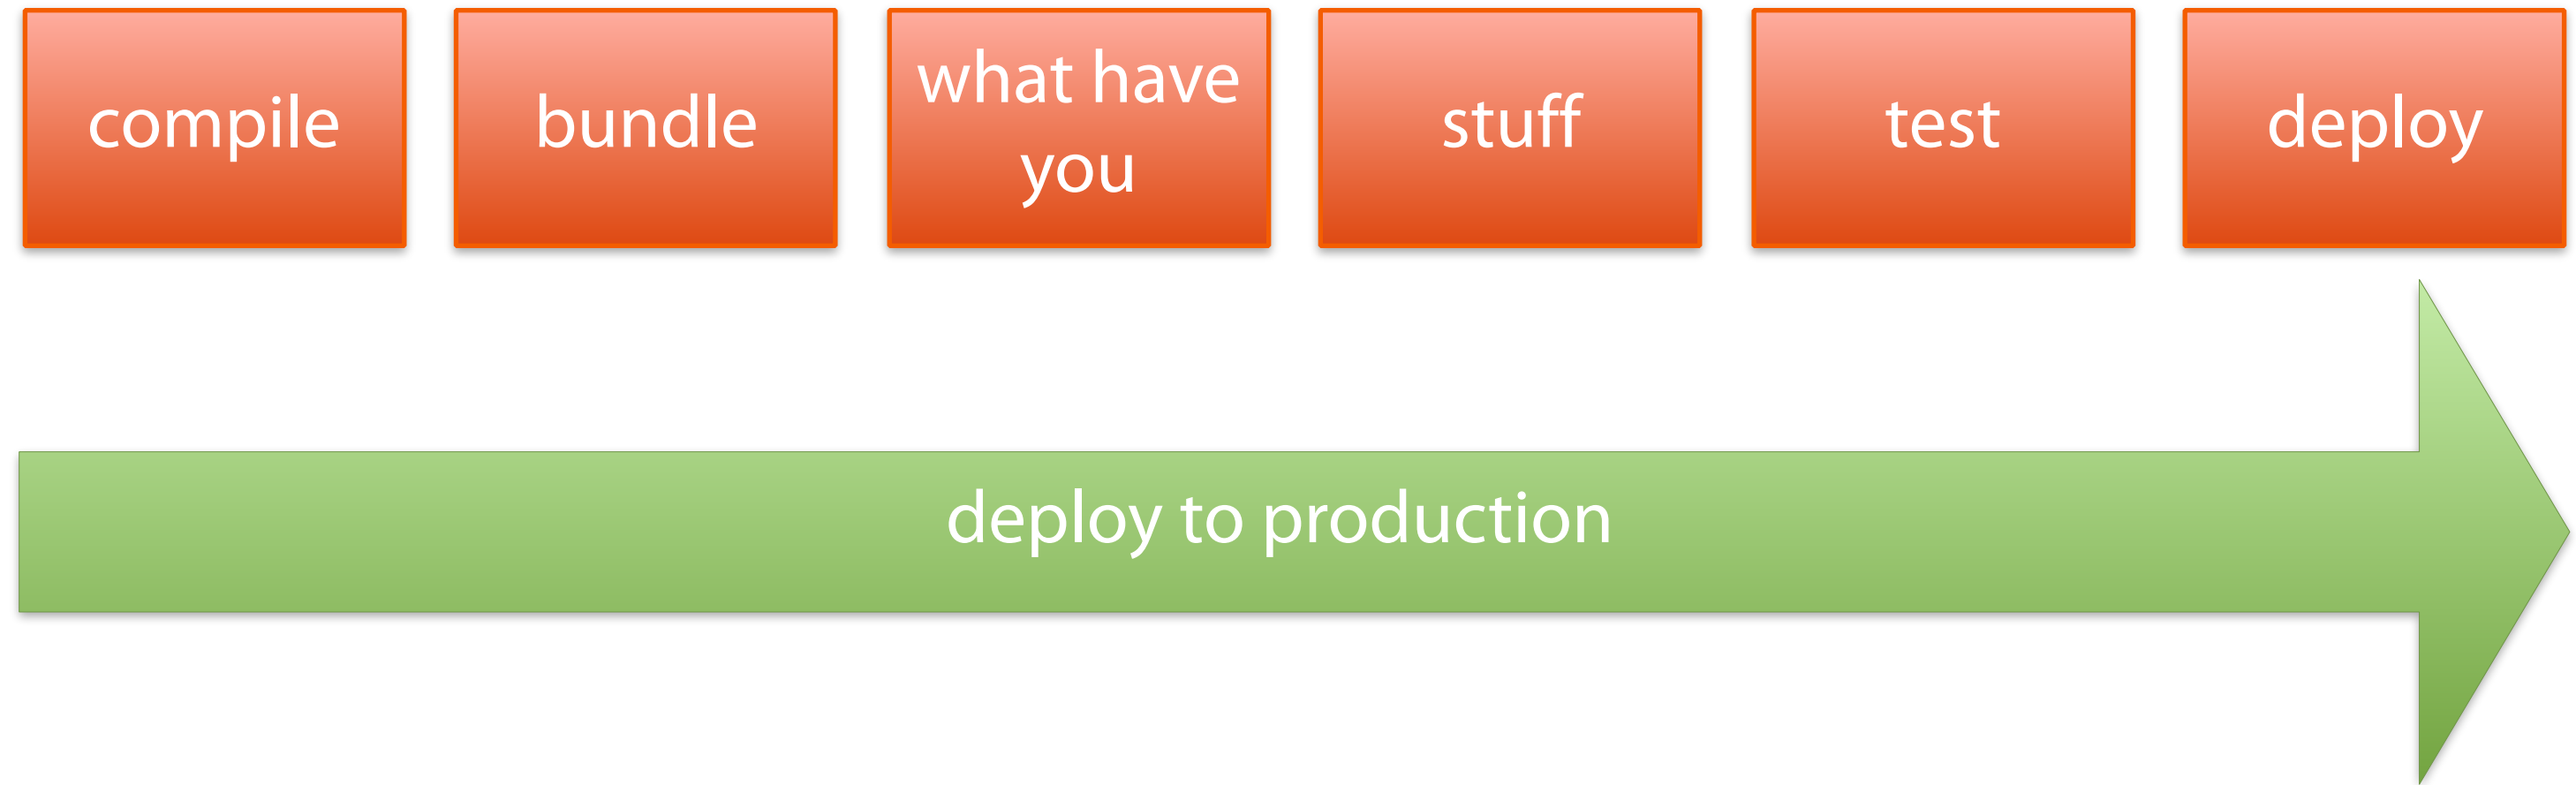 compile
bundle
what have
you
stuff
test
deploy
deploy to production